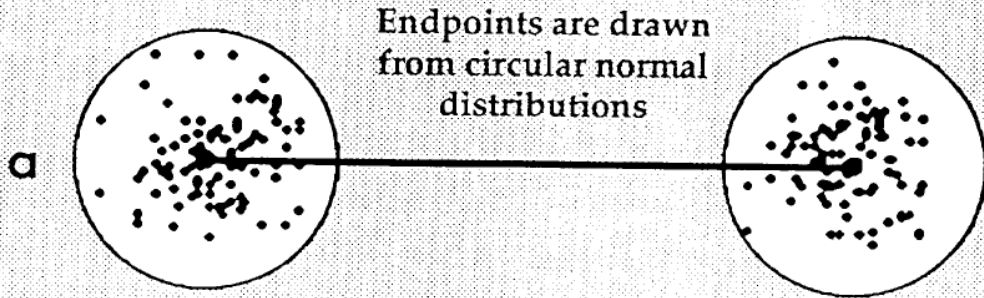 Endpoints are drawn
from circular normal
distributions
a